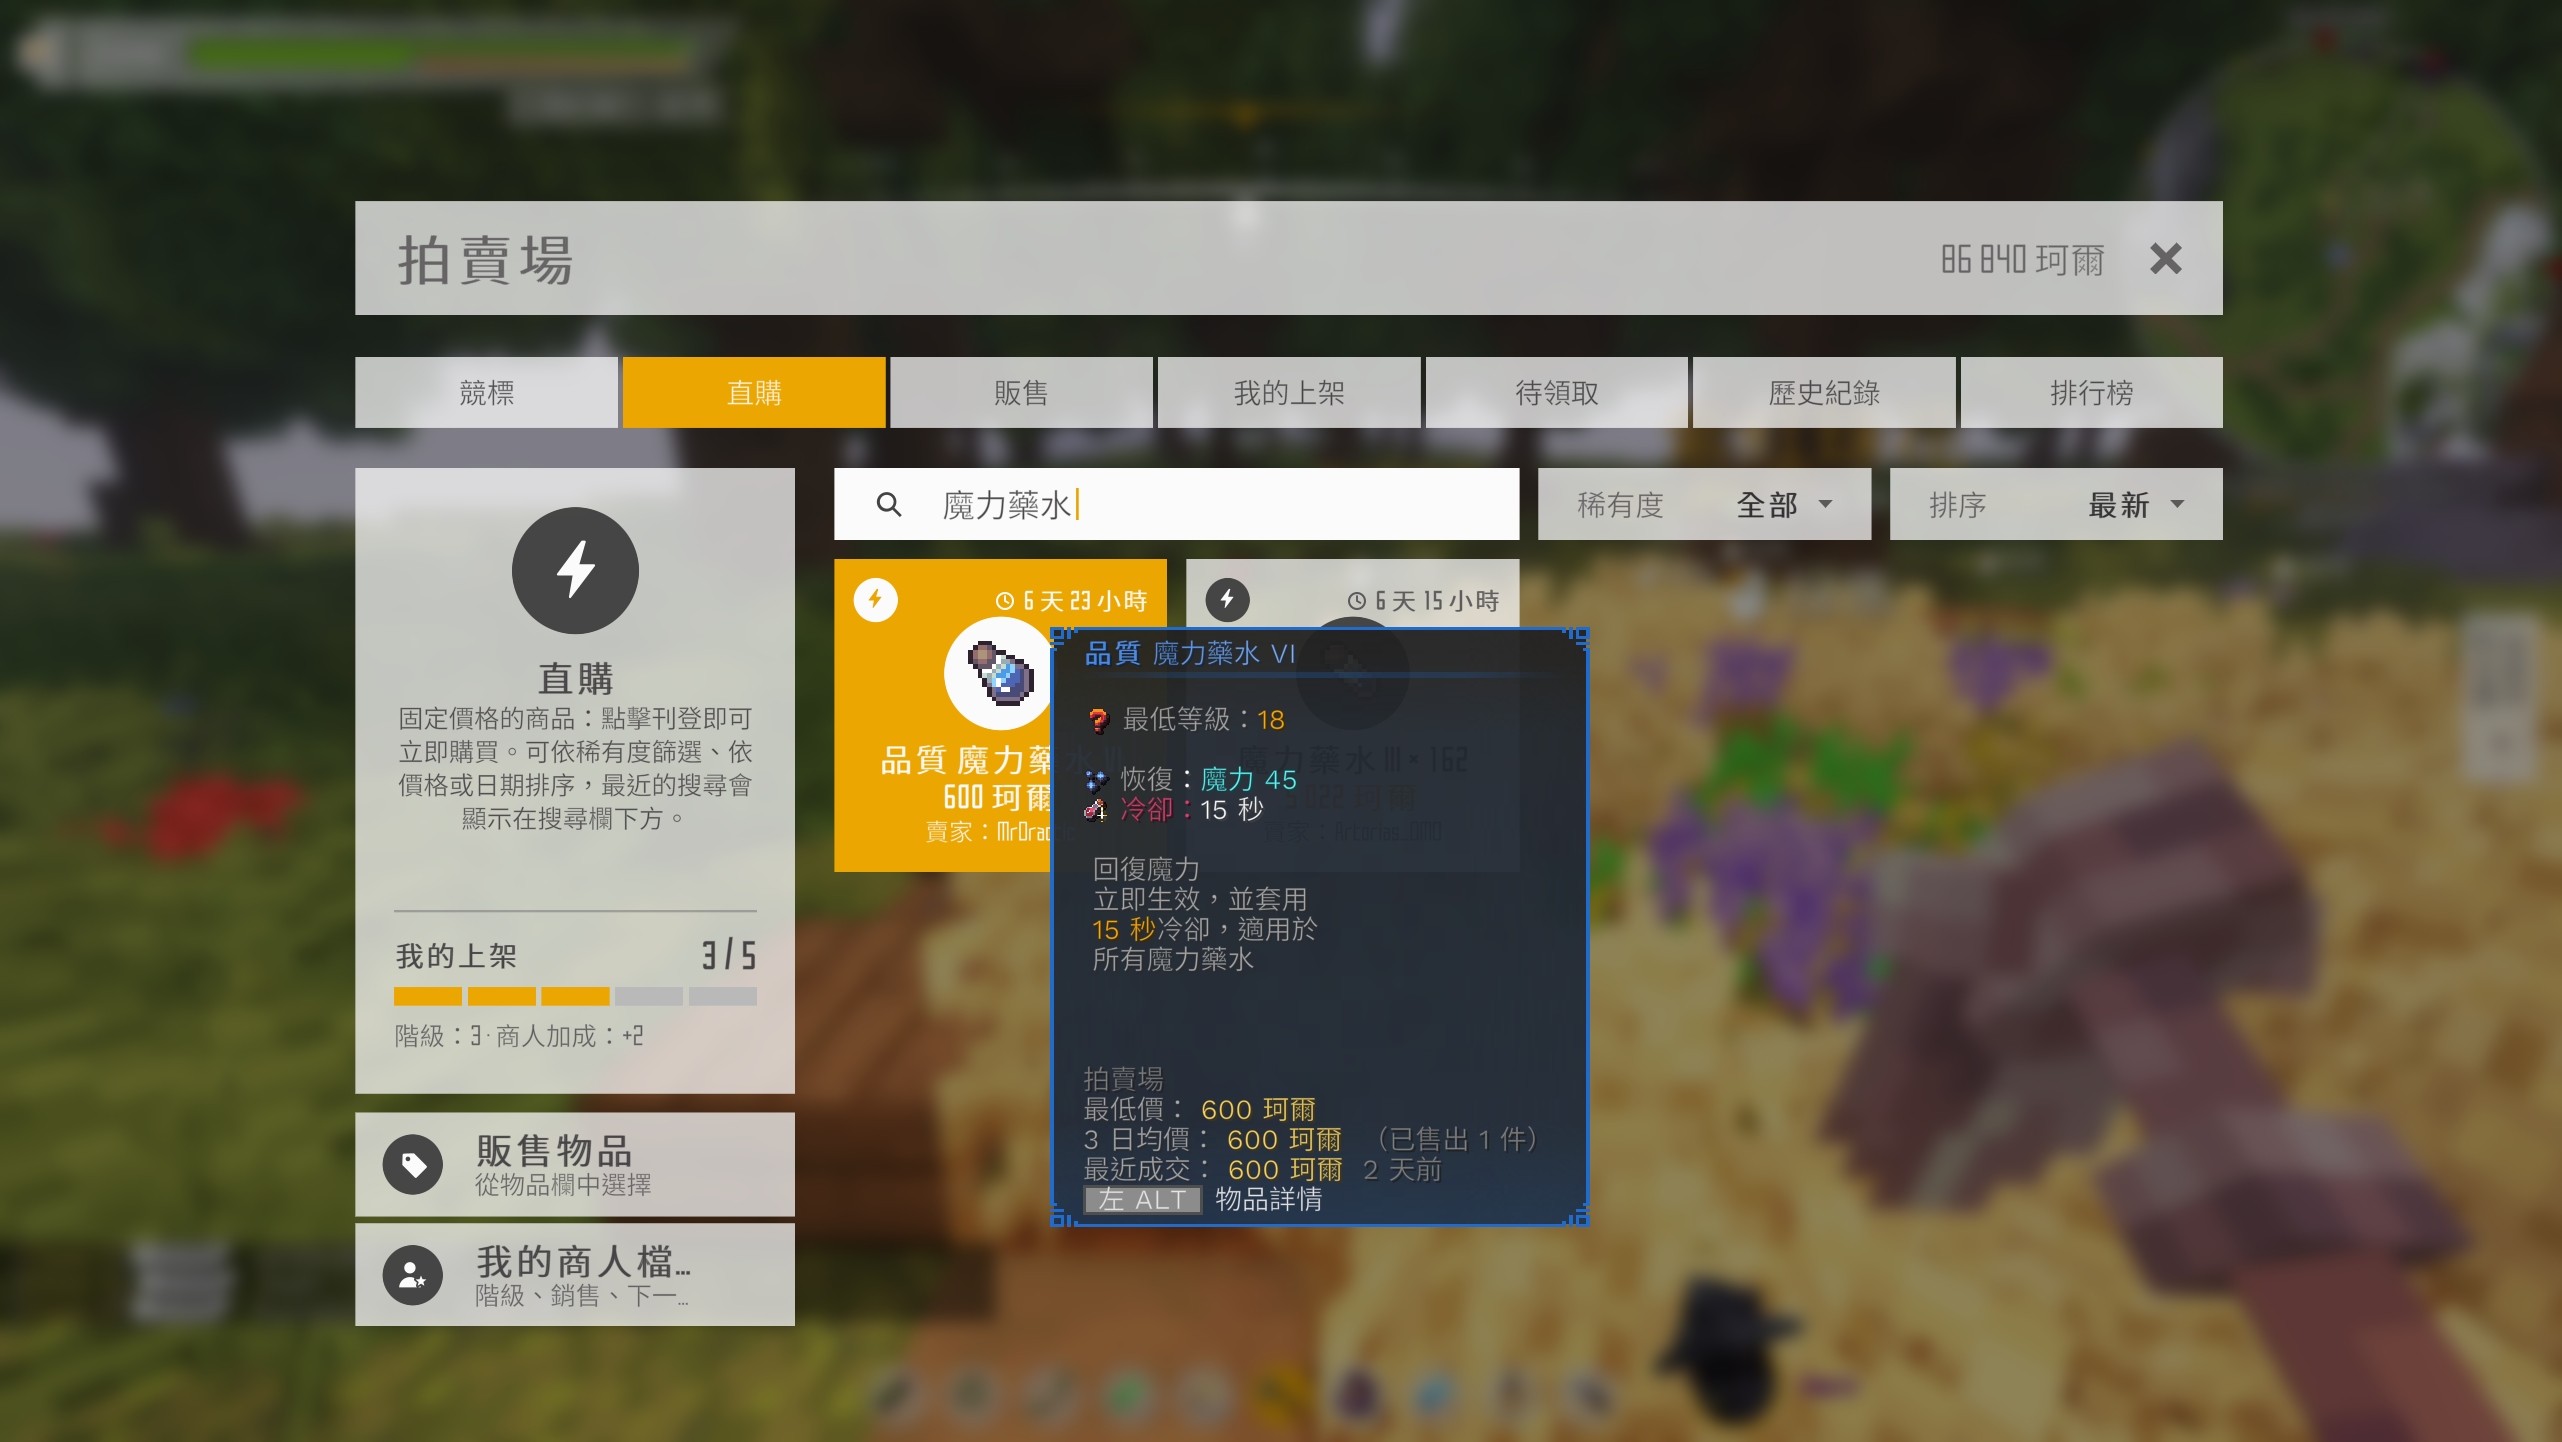 拍賣場
86 840 珂爾
競標
直購
販售
我的上架
待領取
歷史紀錄
排行榜
直購
固定價格的商品：點擊刊登即可
立即購買。可依稀有度篩選、依
價格或日期排序，最近的搜尋會
顯示在搜尋欄下方。
我的上架 3/5
階級：3·商人加成：+2
販售物品
從物品欄中選擇
我的商人檔…
階級、銷售、下一…
魔力藥水
稀有度 全部
排序 最新
6 天 23 小時
品質 魔力藥水
600 珂爾
賣家：MrDrac
6 天 15 小時
魔力藥水 III × 162
品質 魔力藥水 VI
最低等級：18
恢復：魔力 45
冷卻：15 秒
回復魔力
立即生效，並套用
15 秒冷卻，適用於
所有魔力藥水
拍賣場
最低價： 600 珂爾
3 日均價： 600 珂爾 （已售出 1 件）
最近成交： 600 珂爾 2 天前
左 ALT 物品詳情